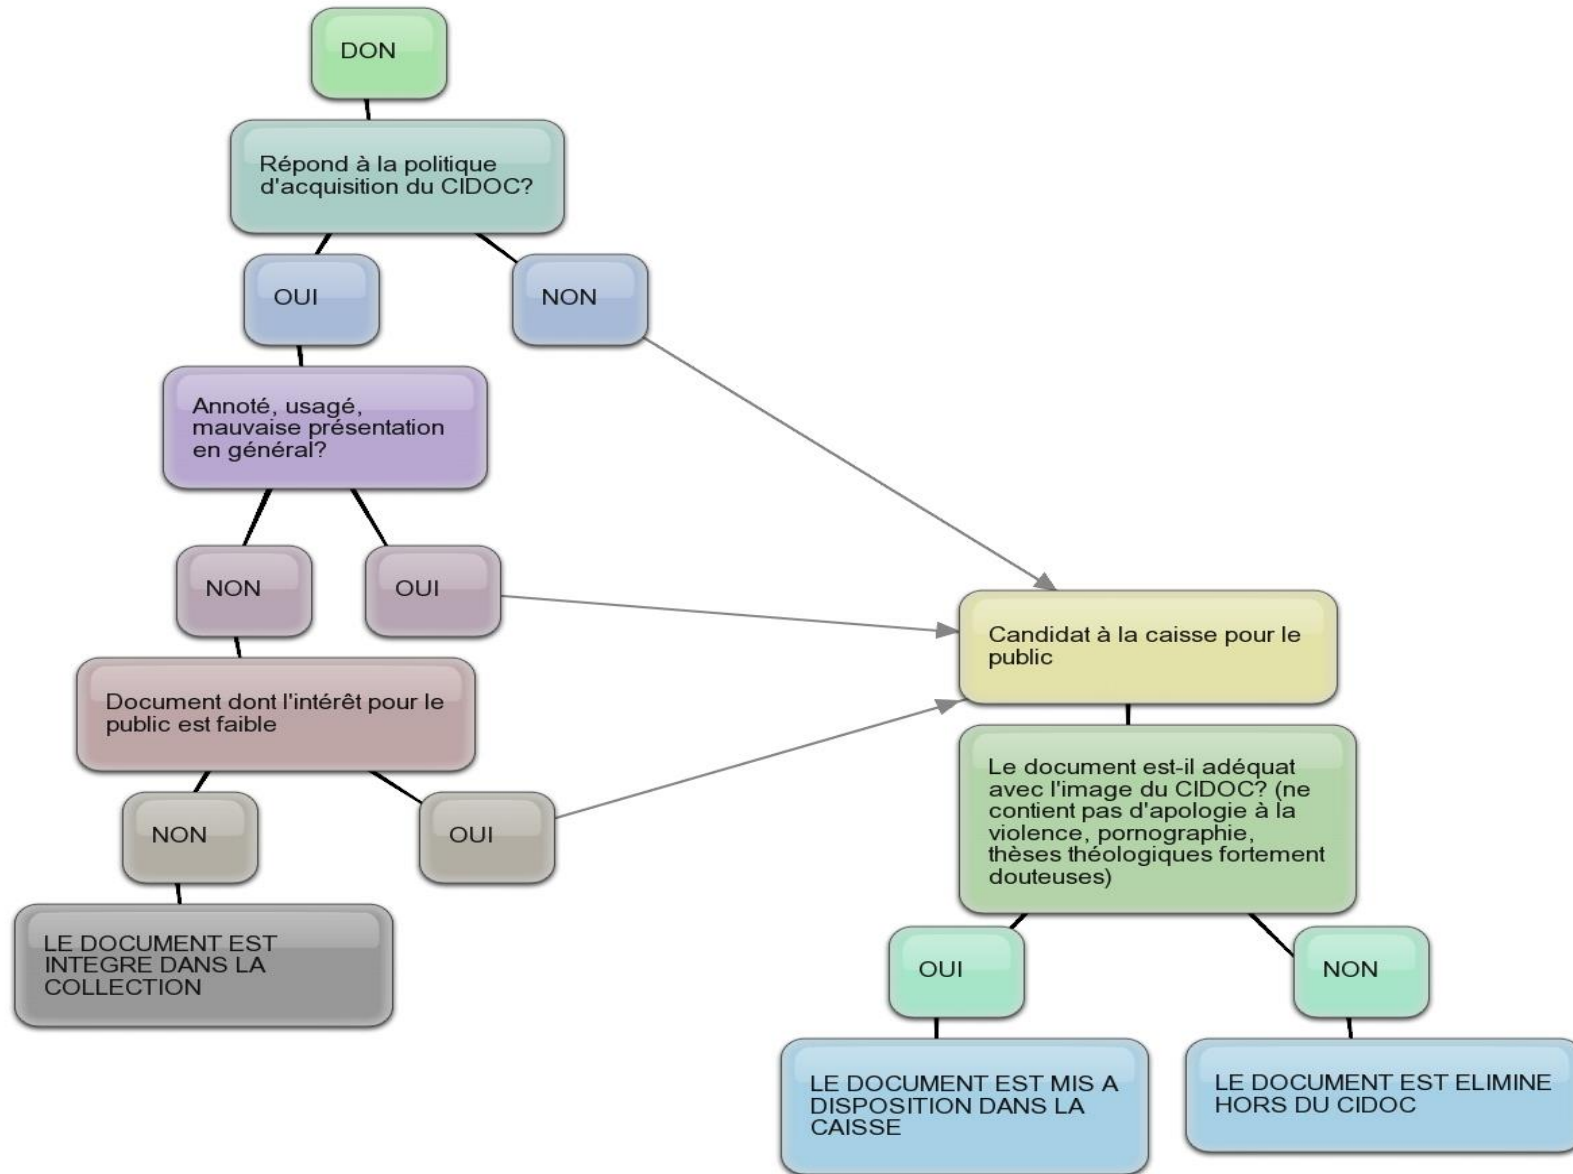 DON
Répond à la politique
d'acquisition du CIDOC?
OUI
NON
Annoté, usagé,
mauvaise présentation
en général?
NON
OUI
Document dont l'intérêt pour le
public est faible
NON
OUI
LE DOCUMENT EST
INTEGRE DANS LA
COLLECTION
Candidat à la caisse pour le
public
Le document est-il adéquat
avec l'image du CIDOC? (ne
contient pas d'apologie à la
violence, pornographie,
thèses théologiques fortement
douteuses)
OUI
NON
LE DOCUMENT EST MIS A
DISPOSITION DANS LA
CAISSE
LE DOCUMENT EST ELIMINE
HORS DU CIDOC